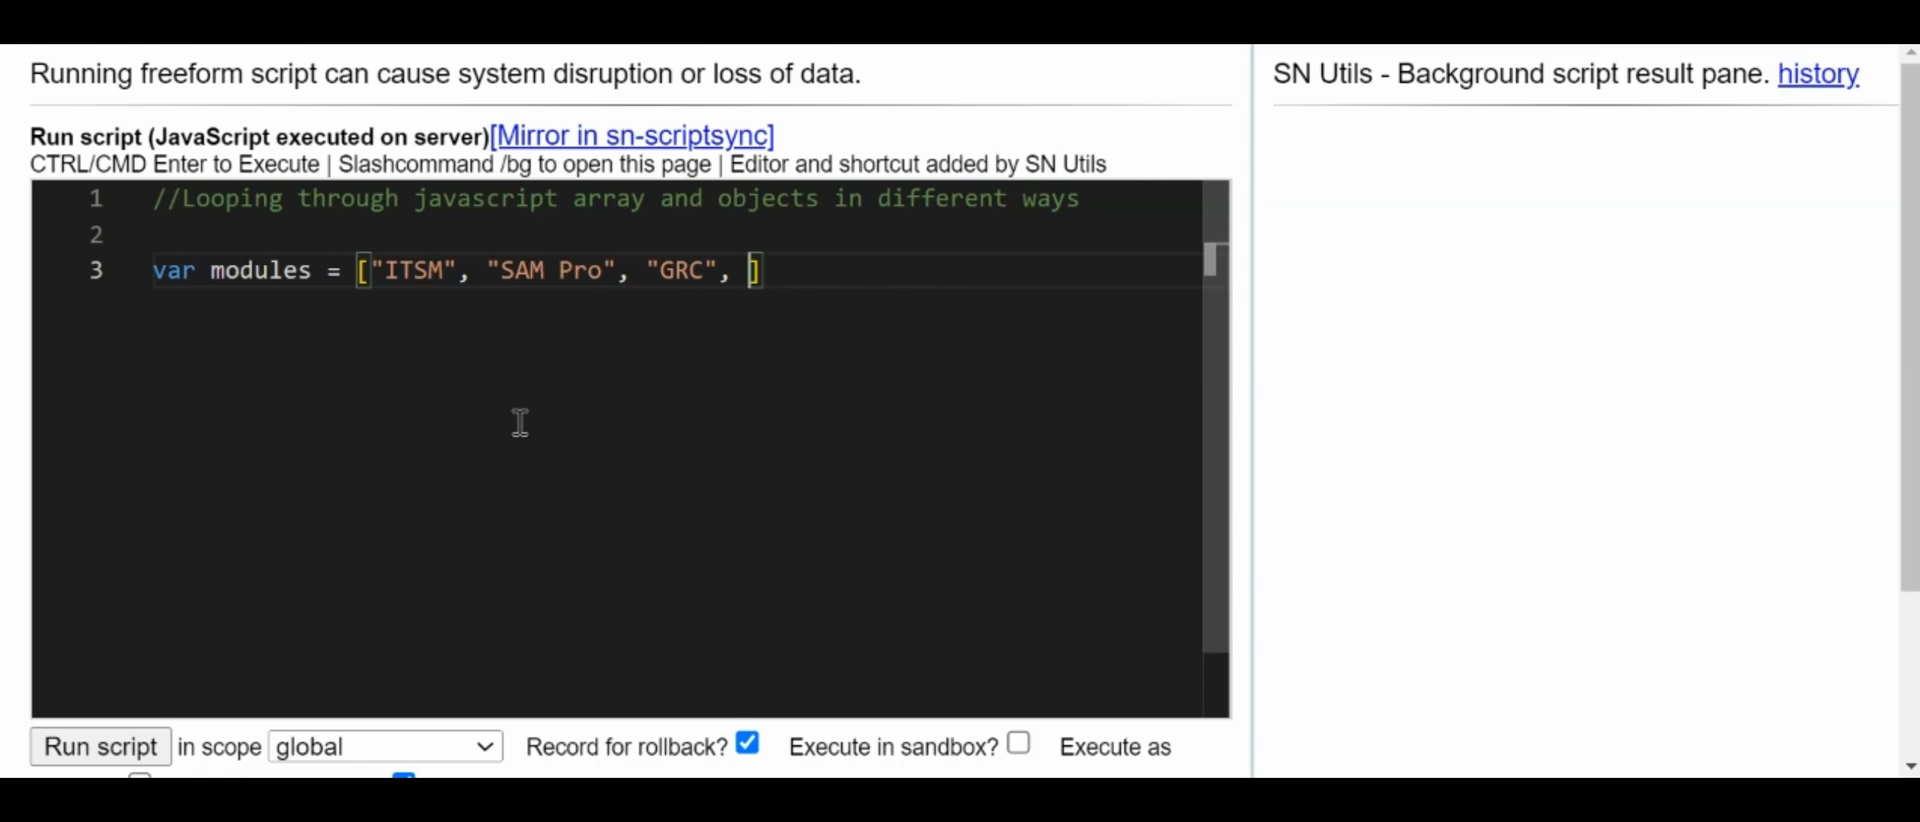 Running freeform script can cause system disruption or loss of data.
SN Utils - Background script result pane. history
Run script (JavaScript executed on server)[Mirror in sn-scriptsync]
CTRL/CMD Enter to Execute | Slashcommand /bg to open this page | Editor and shortcut added by SN Utils
1 //Looping through javascript array and objects in different ways
2
3 var modules = ["ITSM", "SAM Pro", "GRC", ]
Run script in scope global Record for rollback? Execute in sandbox? Execute as